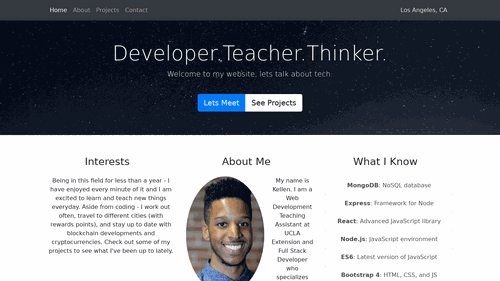 Home About Projects Contact Los Angeles, CA
Developer.Teacher.Thinker.
Welcome to my website, lets talk about tech
Lets Meet See Projects
Interests
Being in this field for less than a year - I
have enjoyed every minute of it and I am
excited to learn and teach new things
everyday. Aside from coding - I work out
often, travel to different cities (with
rewards points), and stay up to date with
blockchain developments and
cryptocurrencies. Check out some of my
projects to see what I've been up to lately.
About Me
My name is
Kellen. I am a
Web
Development
Teaching
Assistant at
UCLA
Extension and
Full Stack
Developer
who
specializes
What I Know
MongoDB: NoSQL database
Express: Framework for Node
React: Advanced JavaScript library
Node.js: JavaScript environment
ES6: Latest version of JavaScript
Bootstrap 4: HTML, CSS, and JS